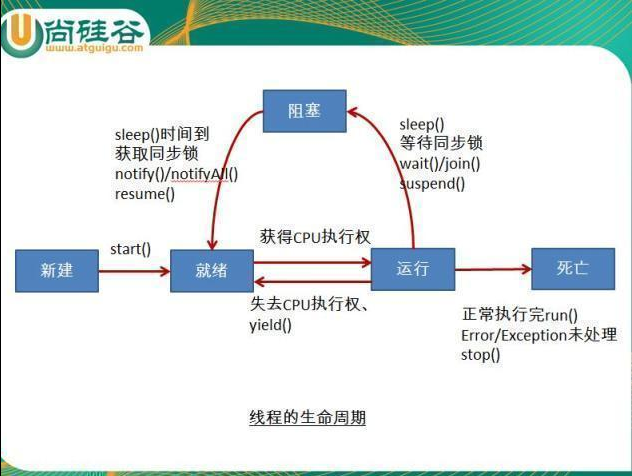 尚硅谷
www.atguigu.com
阻塞
sleep()时间到
获取同步锁
notify()/notifyAll()
resume()
sleep()
等待同步锁
wait()/join()
suspend()
新建
start()
就绪
获得CPU执行权
失去CPU执行权、
yield()
运行
死亡
正常执行完run()
Error/Exception未处理
stop()
线程的生命周期